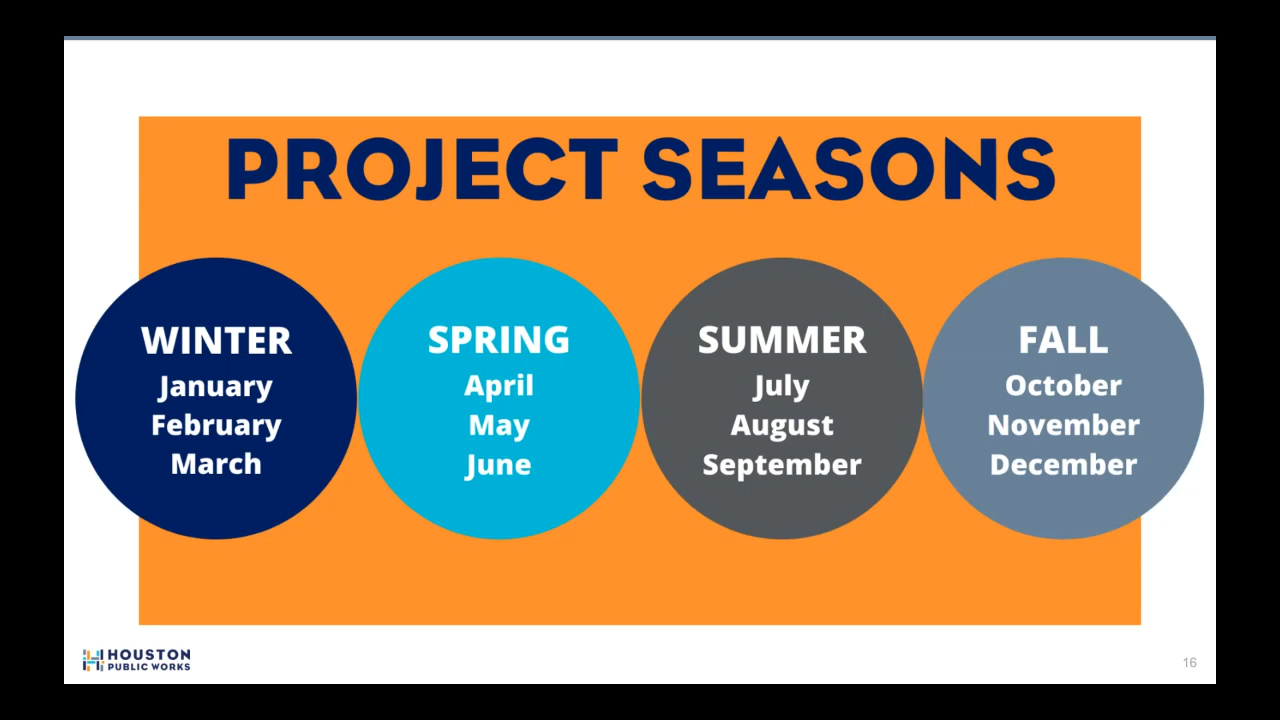 PROJECT SEASONS
WINTER
January
February
March
SPRING
April
May
June
SUMMER
July
August
September
FALL
October
November
December
HOUSTON
PUBLIC WORKS
16